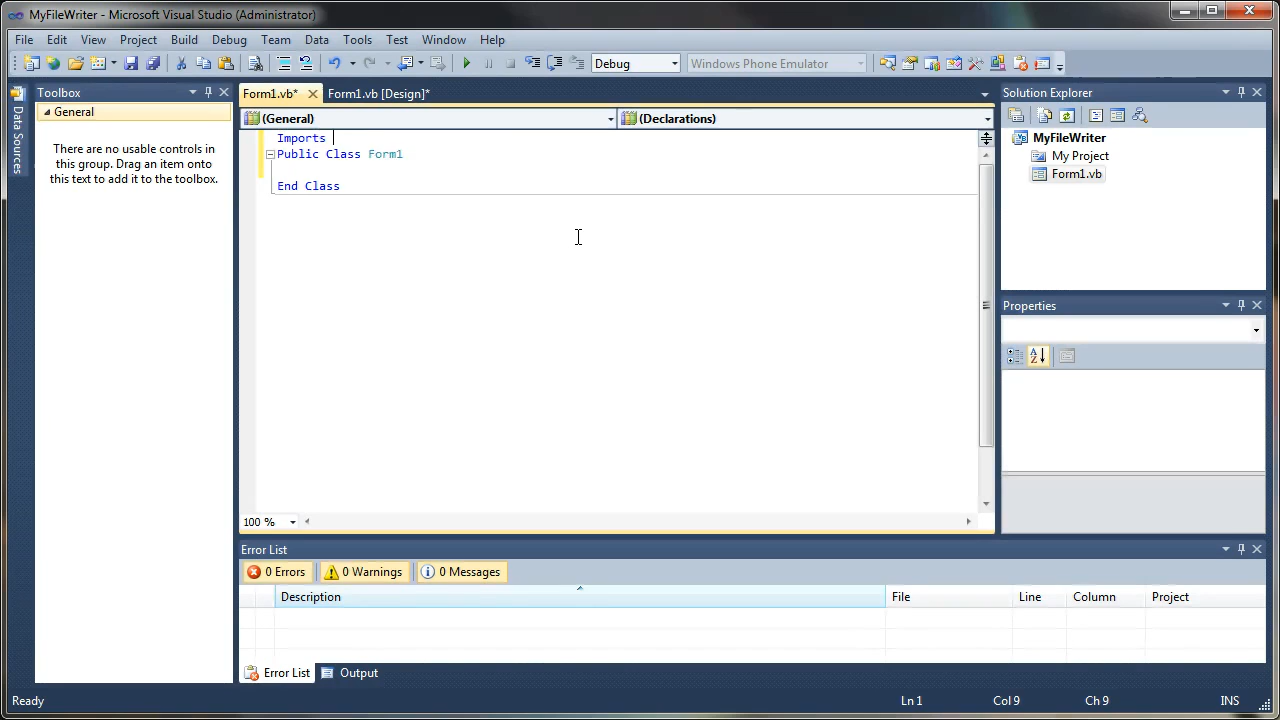 MyFileWriter - Microsoft Visual Studio (Administrator)
File Edit View Project Build Debug Team Data Tools Test Window Help
Debug Windows Phone Emulator
Data Sources
Toolbox
General
There are no usable controls in
this group. Drag an item onto
this text to add it to the toolbox.
Form1.vb* Form1.vb [Design]*
(General) (Declarations)
Imports
Public Class Form1
End Class
100 %
Solution Explorer
MyFileWriter
My Project
Form1.vb
Properties
Error List
0 Errors 0 Warnings 0 Messages
Description File Line Column Project
Error List Output
Ready Ln 1 Col 9 Ch 9 INS